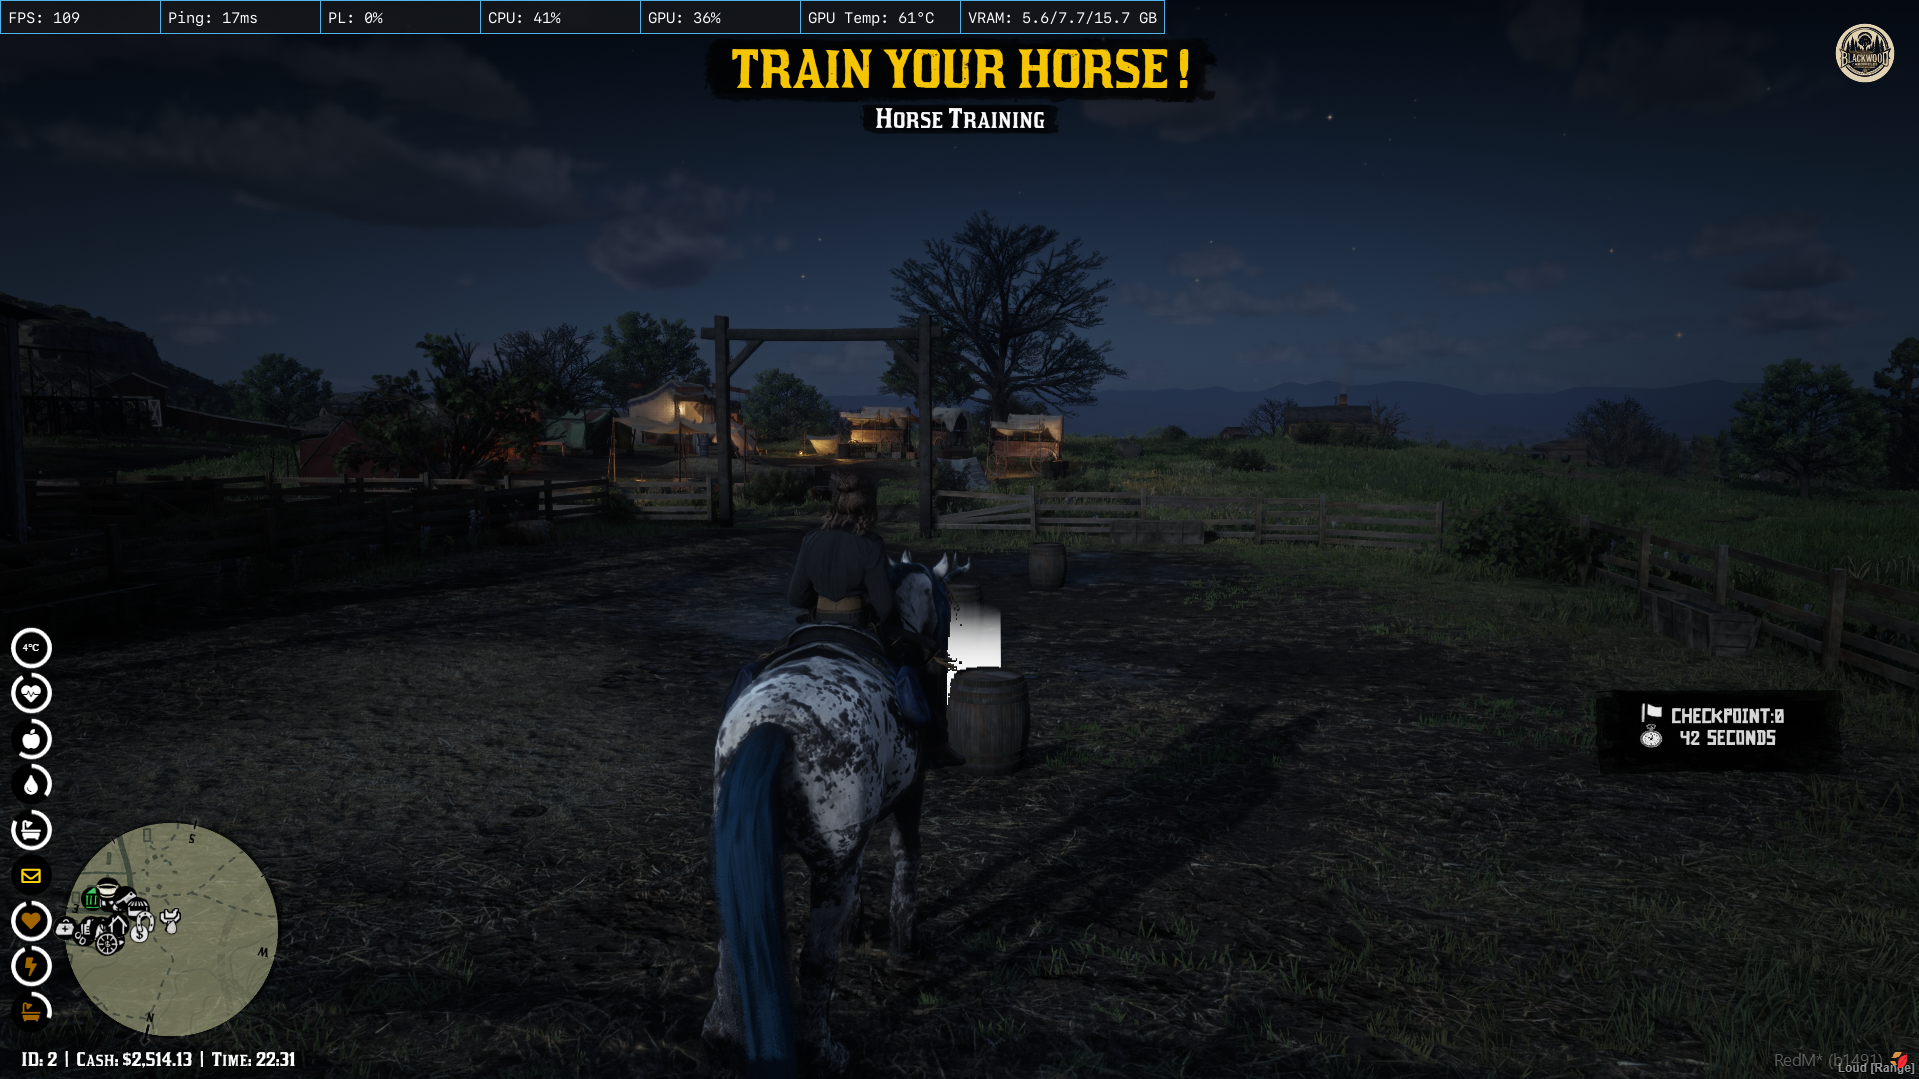 FPS: 109 Ping: 17ms PL: 0% CPU: 41% GPU: 36% GPU Temp: 61°C VRAM: 5.6/7.7/15.7 GB
TRAIN YOUR HORSE!
HORSE TRAINING
BLACKWOOD
4°C
CHECKPOINT:0
42 SECONDS
S
E
W
N
ID: 2 | CASH: $2,514.13 | TIME: 22:31
RedM* (b1491)
Loud [Range]